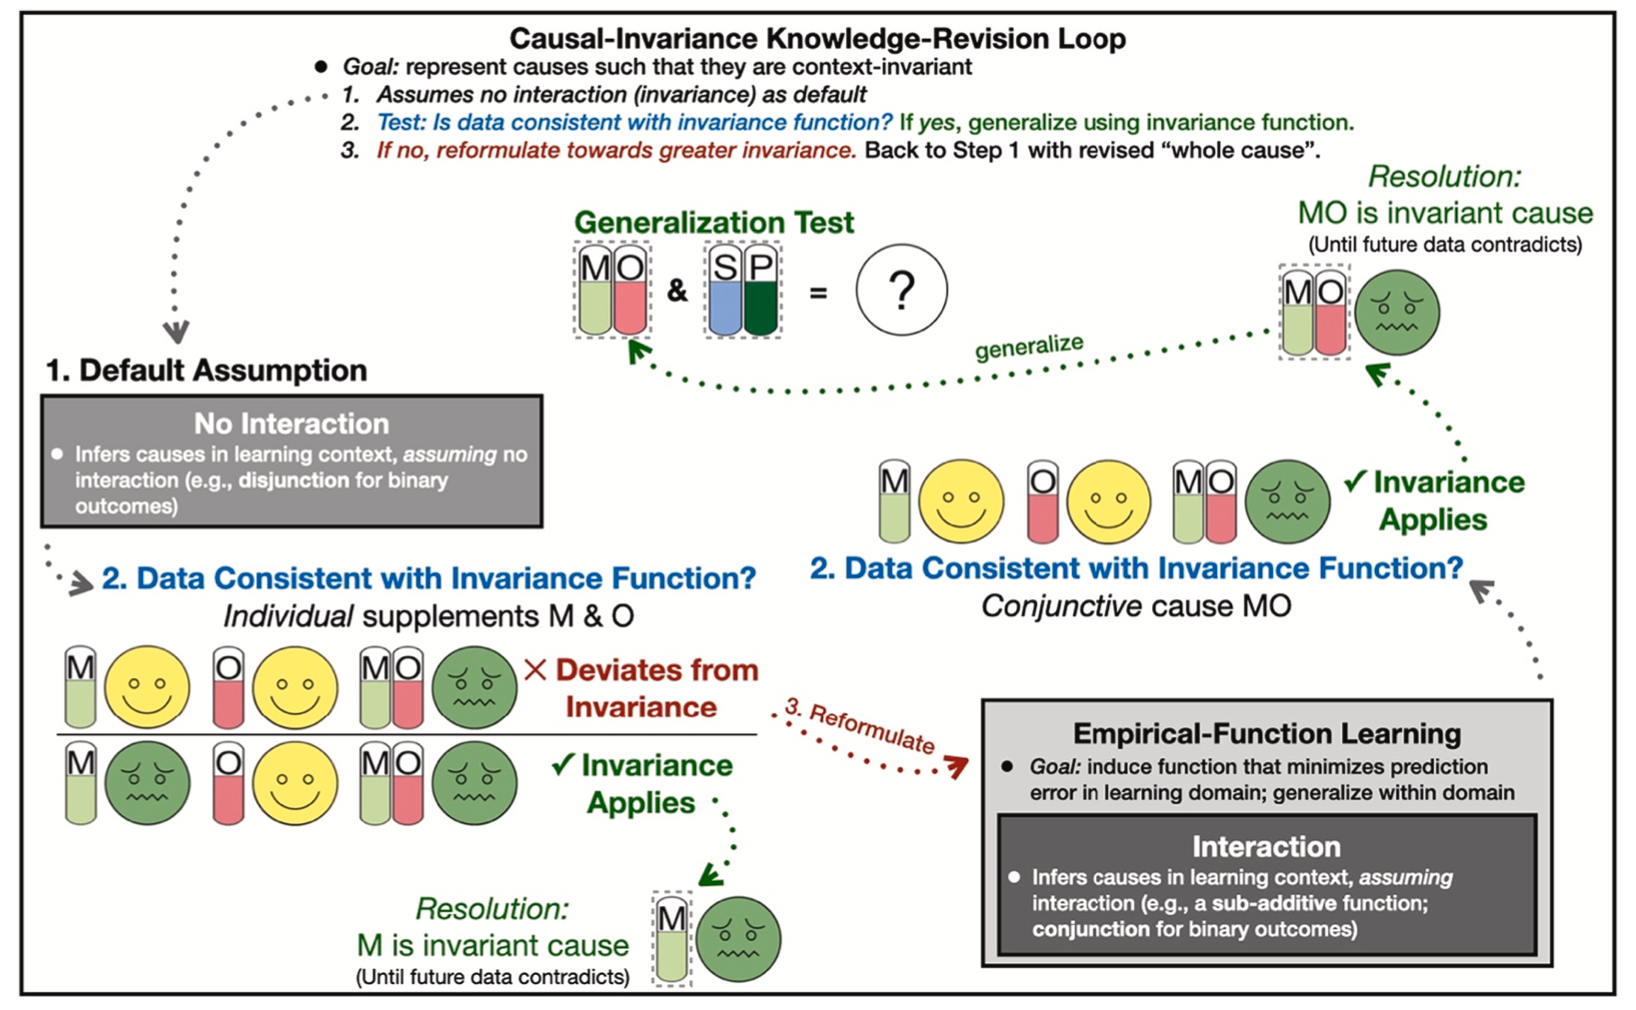 Causal-Invariance Knowledge-Revision Loop
● Goal: represent causes such that they are context-invariant
1. Assumes no interaction (invariance) as default
2. Test: Is data consistent with invariance function? If yes, generalize using invariance function.
3. If no, reformulate towards greater invariance. Back to Step 1 with revised “whole cause”.
Resolution:
MO is invariant cause
(Until future data contradicts)
M O
Generalization Test
M O & S P = ?
generalize
1. Default Assumption
No Interaction
● Infers causes in learning context, assuming no
interaction (e.g., disjunction for binary
outcomes)
M O M O ✓ Invariance
Applies
2. Data Consistent with Invariance Function?
Conjunctive cause MO
2. Data Consistent with Invariance Function?
Individual supplements M & O
M O M O × Deviates from
Invariance
M O M O ✓ Invariance
Applies
3. Reformulate
Resolution:
M is invariant cause
(Until future data contradicts)
M
Empirical-Function Learning
● Goal: induce function that minimizes prediction
error in learning domain; generalize within domain
Interaction
● Infers causes in learning context, assuming
interaction (e.g., a sub-additive function;
conjunction for binary outcomes)